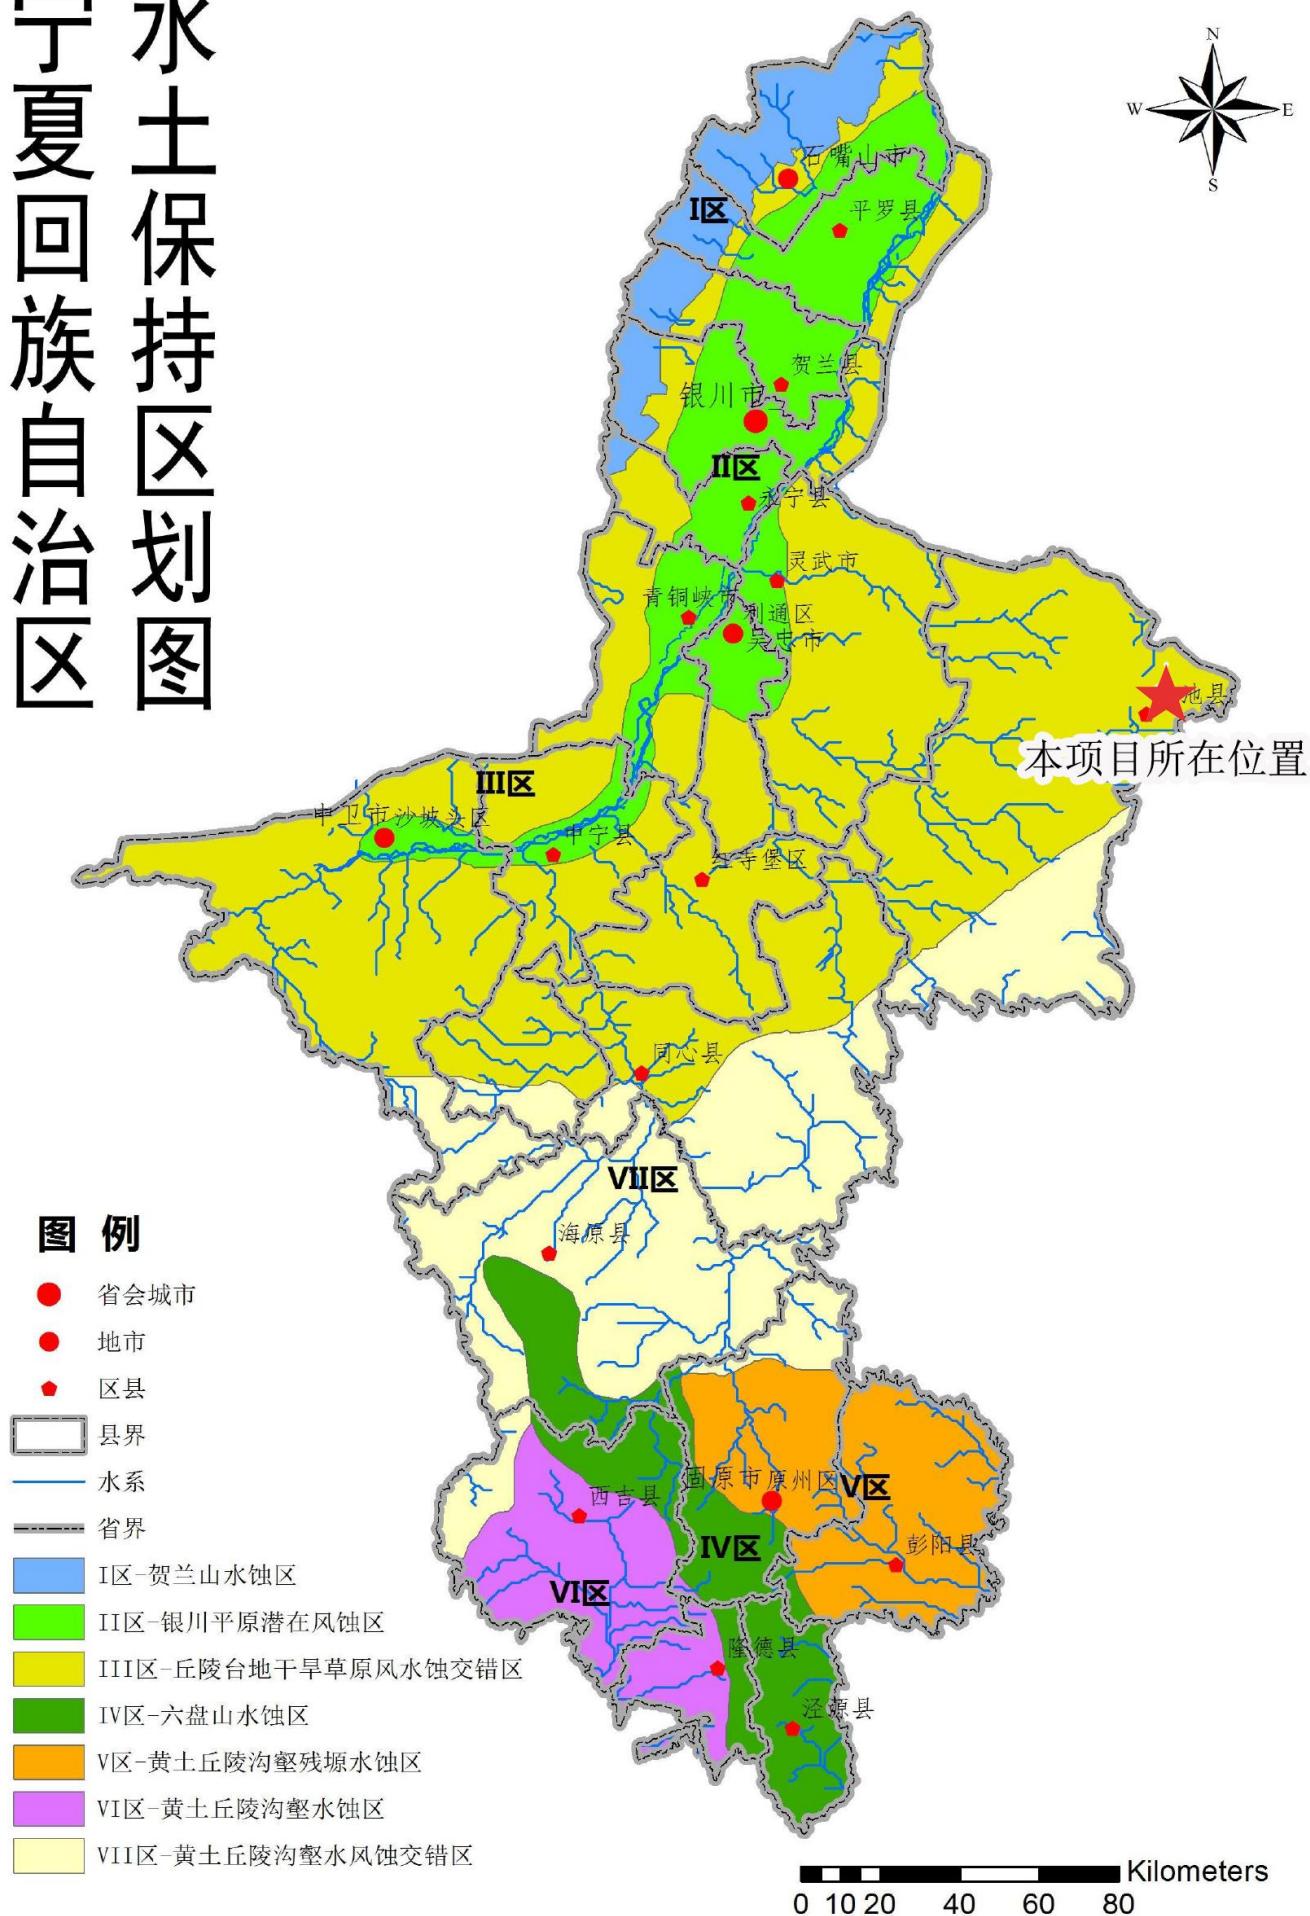 宁夏回族自治区
水土保持区划图
N
W
E
S
石嘴山市
I区
平罗县
贺兰县
银川市
II区
永宁县
灵武市
青铜峡市
利通区
吴忠市
池县
本项目所在位置
III区
中卫市沙坡头区
中宁县
红寺堡区
同心县
VII区
海原县
固原市原州区
V区
西吉县
IV区
彭阳县
VI区
隆德县
泾源县
图 例
省会城市
地市
区县
县界
水系
省界
I区-贺兰山水蚀区
II区-银川平原潜在风蚀区
III区-丘陵台地干旱草原风水蚀交错区
IV区-六盘山水蚀区
V区-黄土丘陵沟壑残塬水蚀区
VI区-黄土丘陵沟壑水蚀区
VII区-黄土丘陵沟壑水风蚀交错区
Kilometers
0 10 20 40 60 80